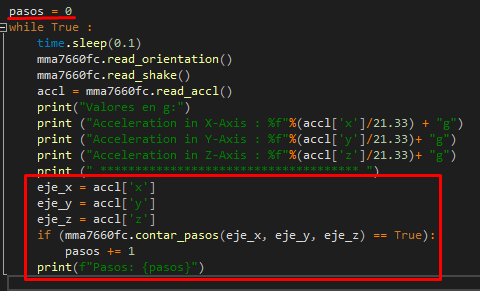 pasos = 0
while True :
time.sleep(0.1)
mma7660fc.read_orientation()
mma7660fc.read_shake()
accl = mma7660fc.read_accl()
print("Valores en g:")
print ("Acceleration in X-Axis : %f"%(accl['x']/21.33) + "g")
print ("Acceleration in Y-Axis : %f"%(accl['y']/21.33)+ "g")
print ("Acceleration in Z-Axis : %f"%(accl['z']/21.33)+ "g")
print (" ************************************ ")
eje_x = accl['x']
eje_y = accl['y']
eje_z = accl['z']
if (mma7660fc.contar_pasos(eje_x, eje_y, eje_z) == True):
pasos += 1
print(f"Pasos: {pasos}")